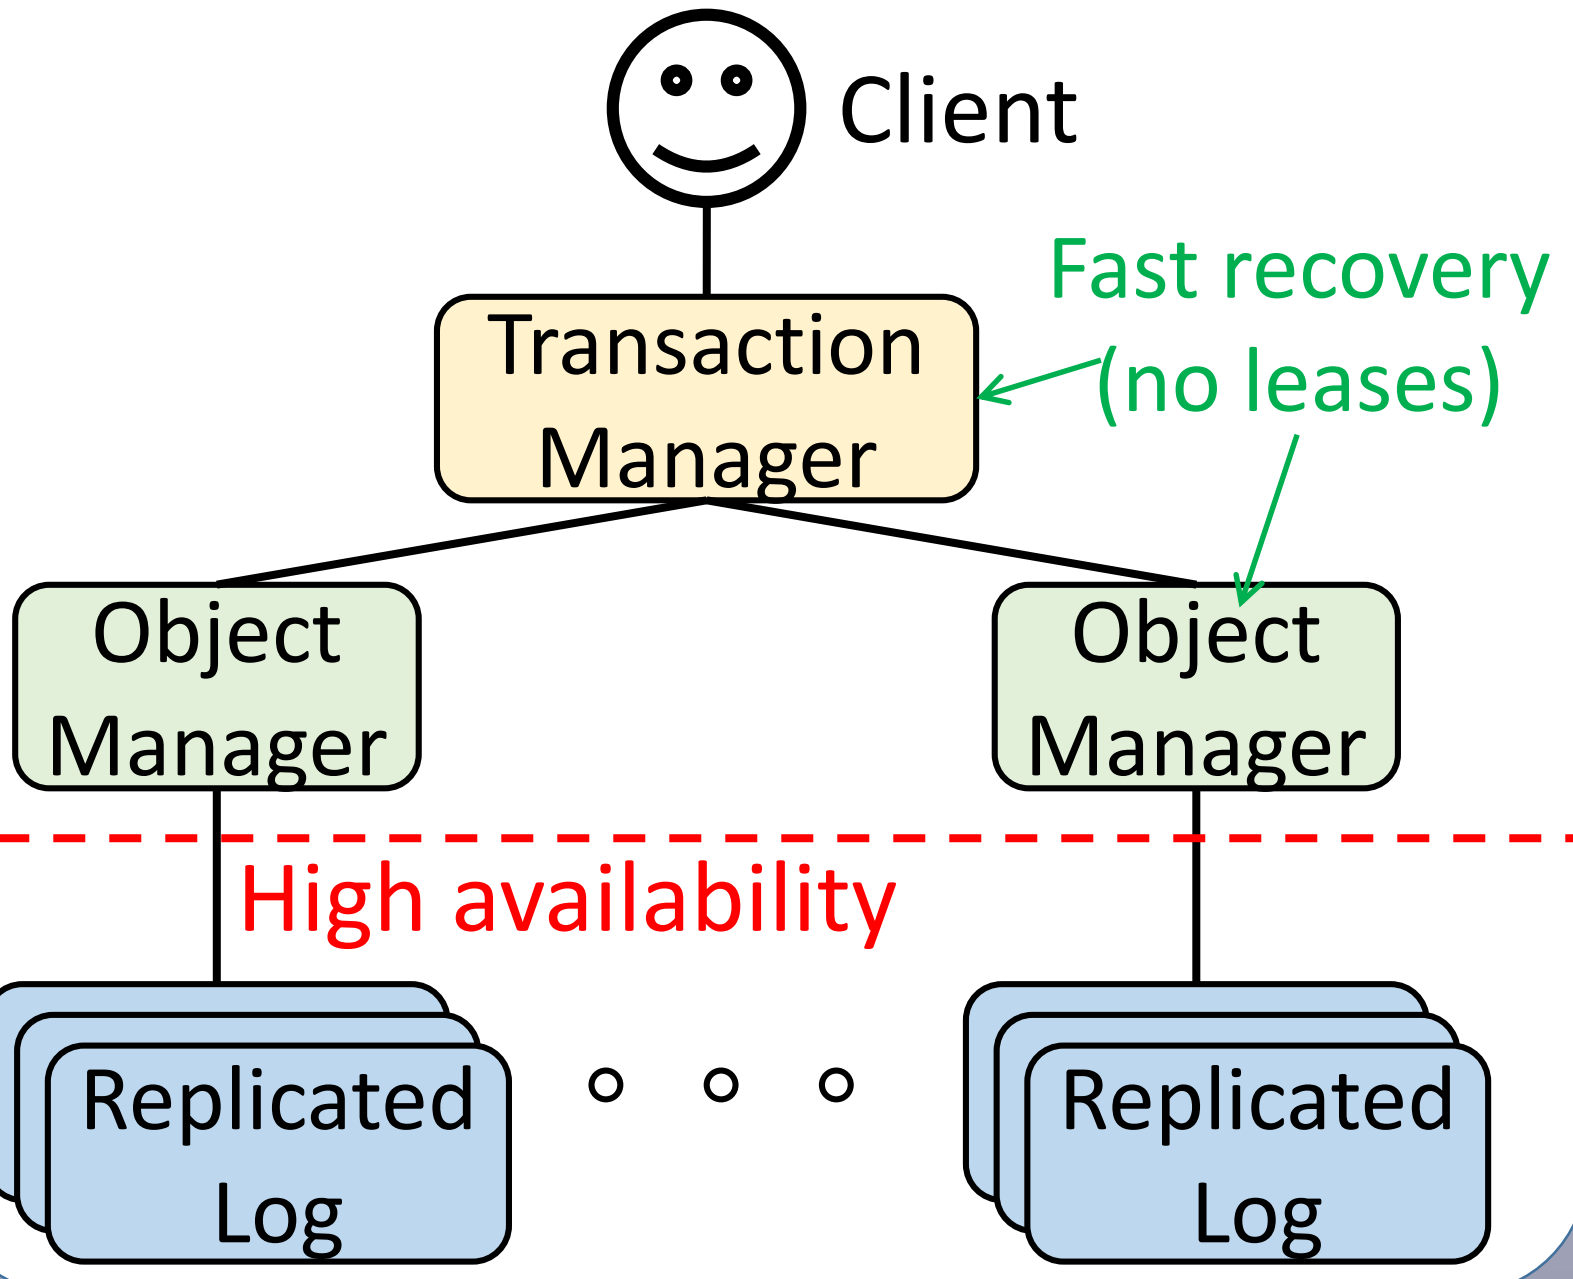 Client
Fast recovery
(no leases)
Transaction
Manager
Object
Manager
Object
Manager
High availability
Replicated
Log
Replicated
Log